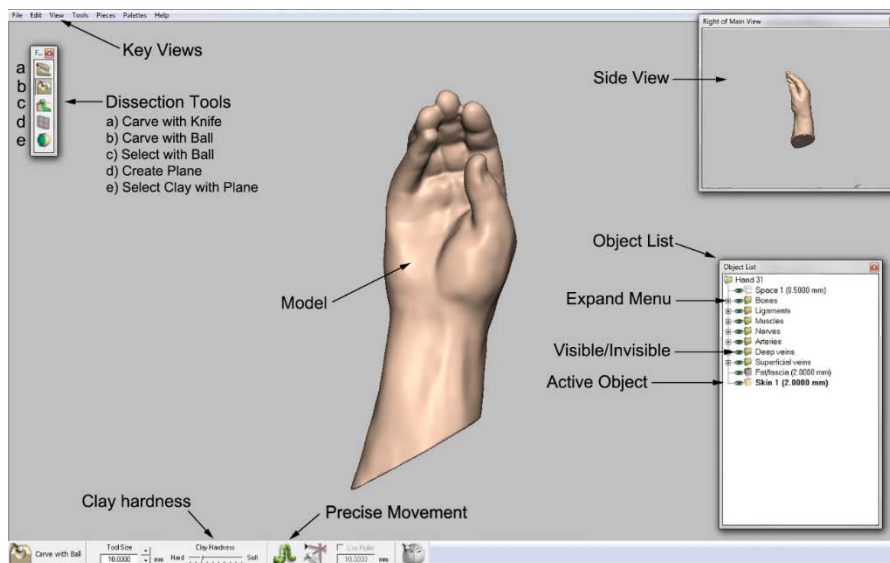 File Edit View Tools Pieces Palettes Help
Key Views
F...
a
b
c
d
e
Dissection Tools
a) Carve with Knife
b) Carve with Ball
c) Select with Ball
d) Create Plane
e) Select Clay with Plane
Right of Main View
Side View
Model
Object List
Expand Menu
Visible/Invisible
Active Object
Object List
Hand 31
Space 1 (0.5000 mm)
Bones
Ligaments
Muscles
Nerves
Arteries
Deep veins
Superficial veins
Fat/fascia (2.0000 mm)
Skin 1 (2.0000 mm)
Clay hardness
Precise Movement
Carve with Ball
Tool Size
10.0000 mm
Clay Hardness
Hard Soft
Use Ruler
10.0000 mm